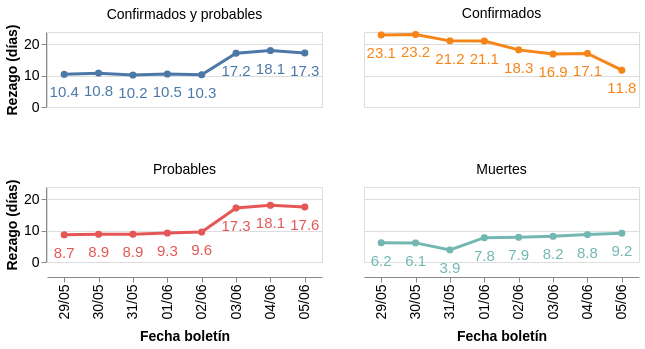 Confirmados y probables
Confirmados
Rezago (días)
20
10
0
10.4 10.8 10.2 10.5 10.3 17.2 18.1 17.3
23.1 23.2 21.2 21.1 18.3 16.9 17.1 11.8
Probables
Muertes
Rezago (días)
20
10
0
8.7 8.9 8.9 9.3 9.6 17.3 18.1 17.6
6.2 6.1 3.9 7.8 7.9 8.2 8.8 9.2
29/05 30/05 31/05 01/06 02/06 03/06 04/06 05/06
29/05 30/05 31/05 01/06 02/06 03/06 04/06 05/06
Fecha boletín
Fecha boletín